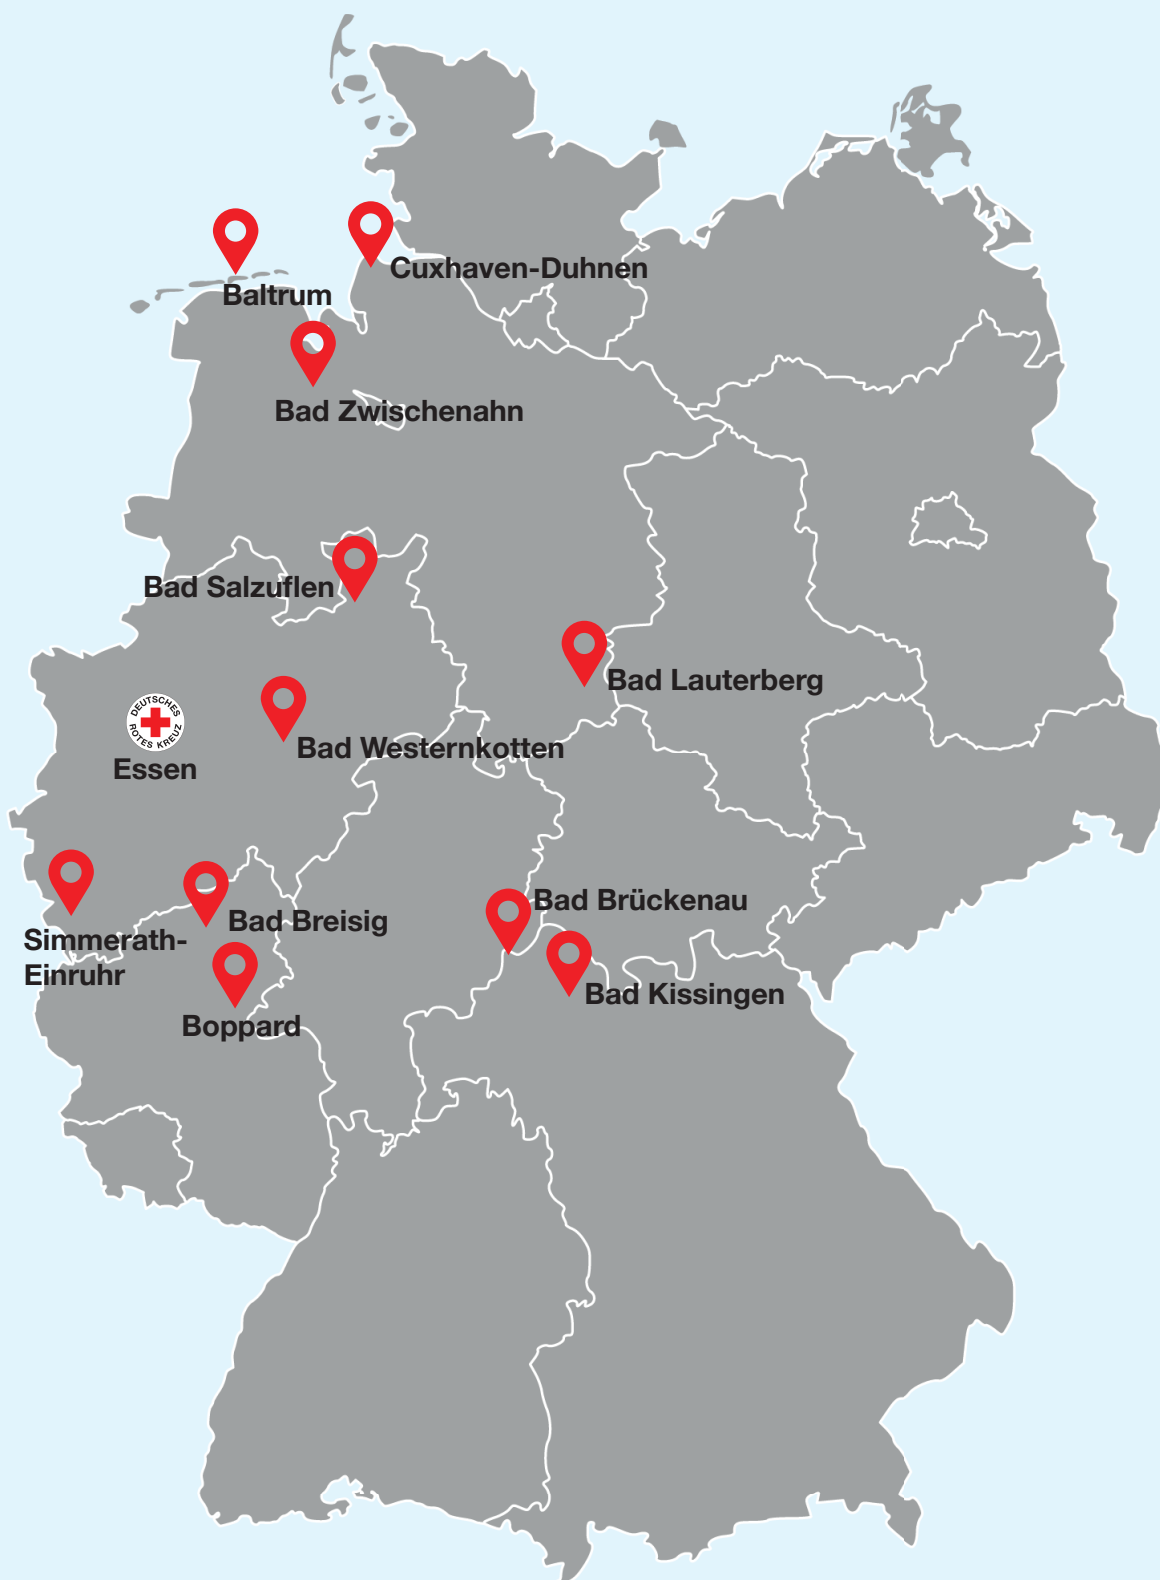 Cuxhaven-Duhnen
Baltrum
Bad Zwischenahn
Bad Salzuflen
Bad Lauterberg
DEUTSCHES
ROTES KREUZ
Essen
Bad Westernkotten
Bad Brückenau
Bad Breisig
Simmerath-
Einruhr
Bad Kissingen
Boppard